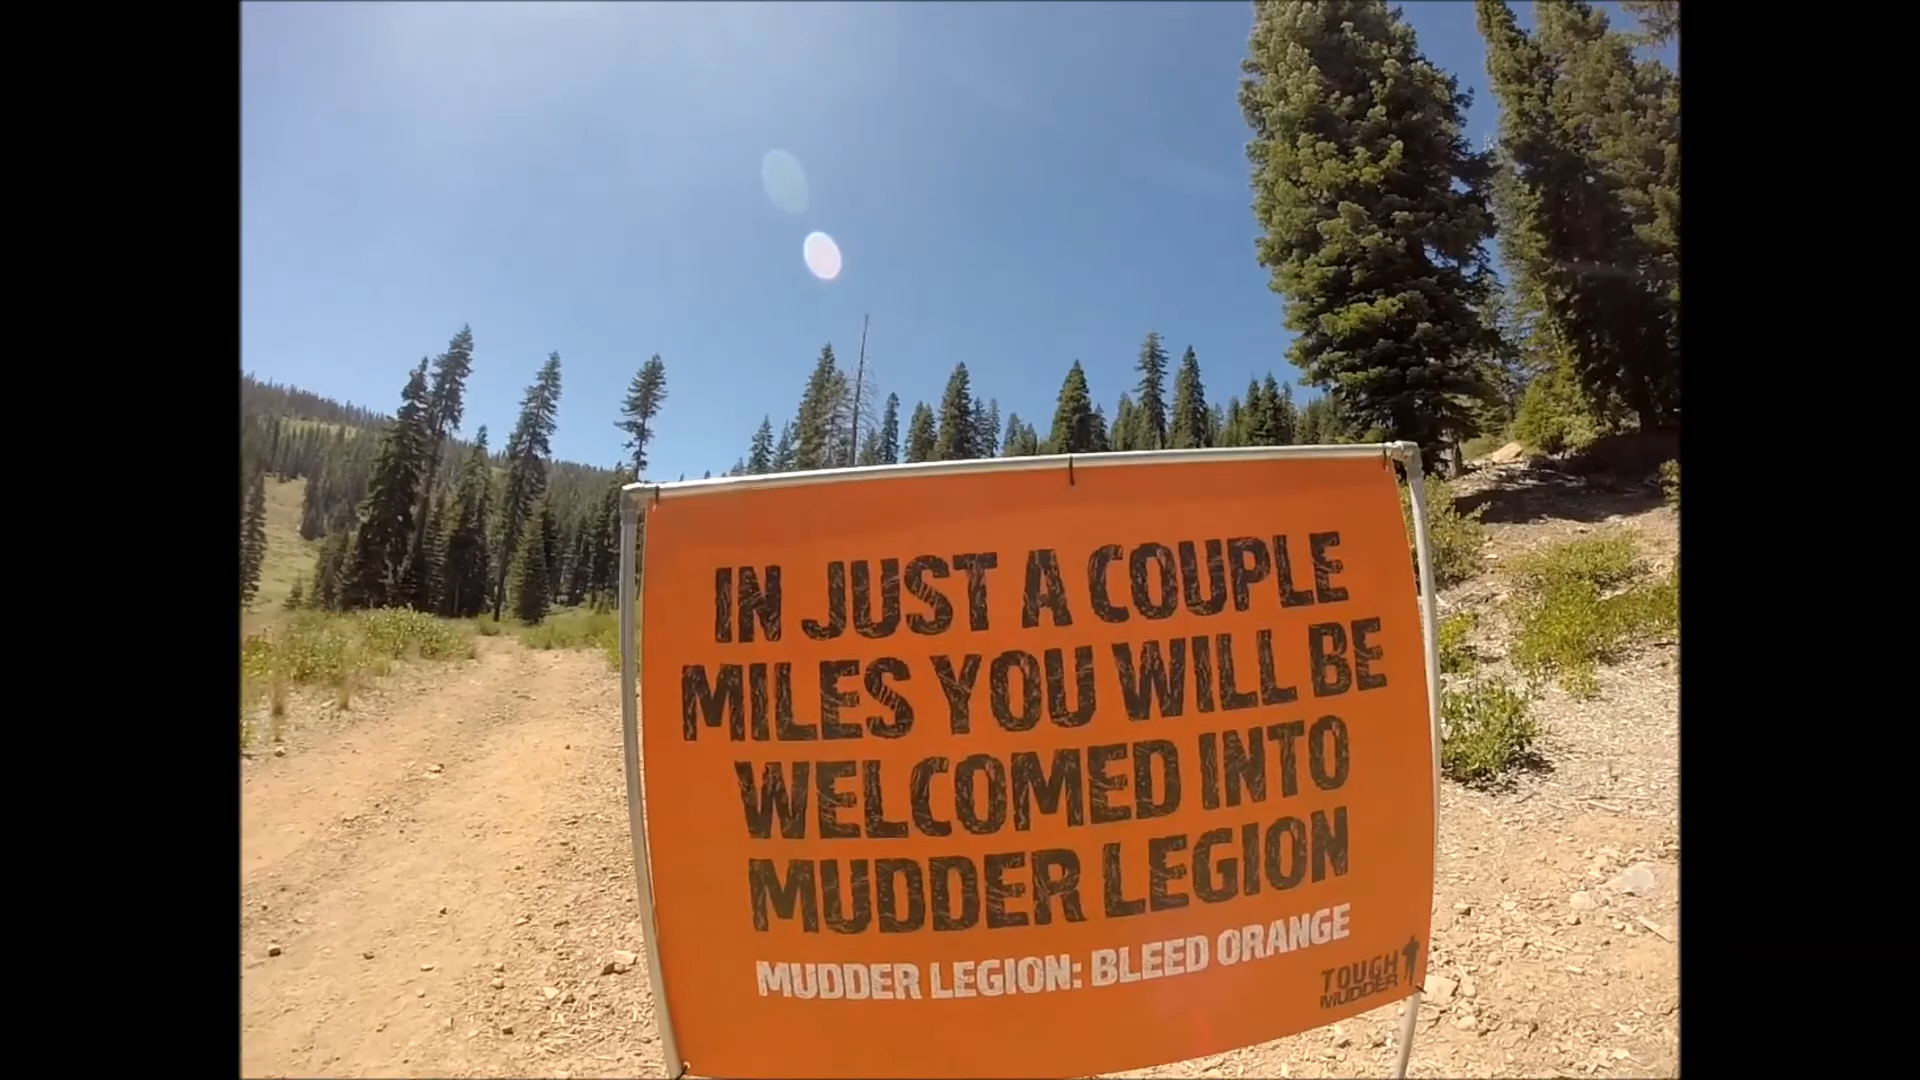 IN JUST A COUPLE
MILES YOU WILL BE
WELCOMED INTO
MUDDER LEGION
MUDDER LEGION: BLEED ORANGE
TOUGH
MUDDER